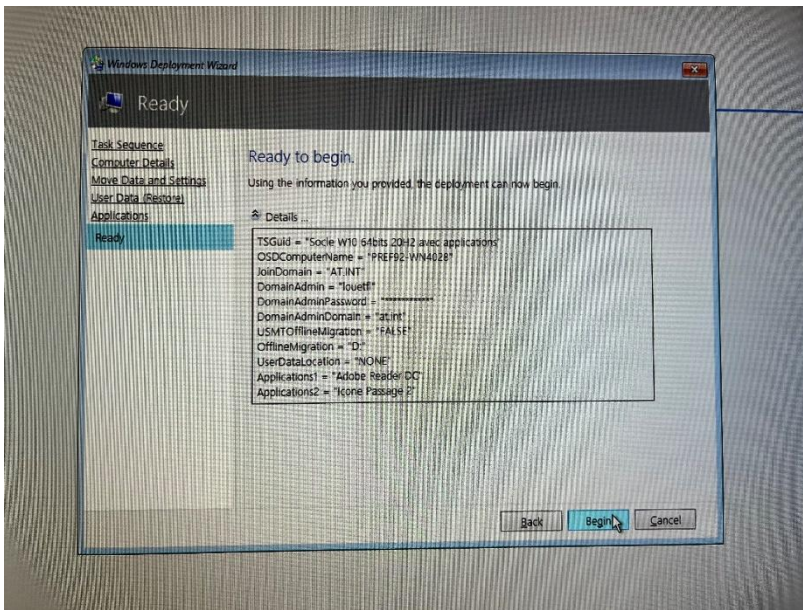 Windows Deployment Wizard
Ready
Task Sequence
Computer Details
Move Data and Settings
User Data (Restore)
Applications
Ready
Ready to begin.
Using the information you provided, the deployment can now begin.
Details ...
TSGuid = "Socle W10 64bits 20H2 avec applications"
OSDComputerName = "PREF92-WN4028"
JoinDomain = "AT.INT"
DomainAdmin = "louetf"
DomainAdminPassword = "************"
DomainAdminDomain = "at.int"
USMTOfflineMigration = "FALSE"
OfflineMigration = "D:"
UserDataLocation = "NONE"
Applications1 = "Adobe Reader DC"
Applications2 = "Icone Passage 2"
Back
Begin
Cancel